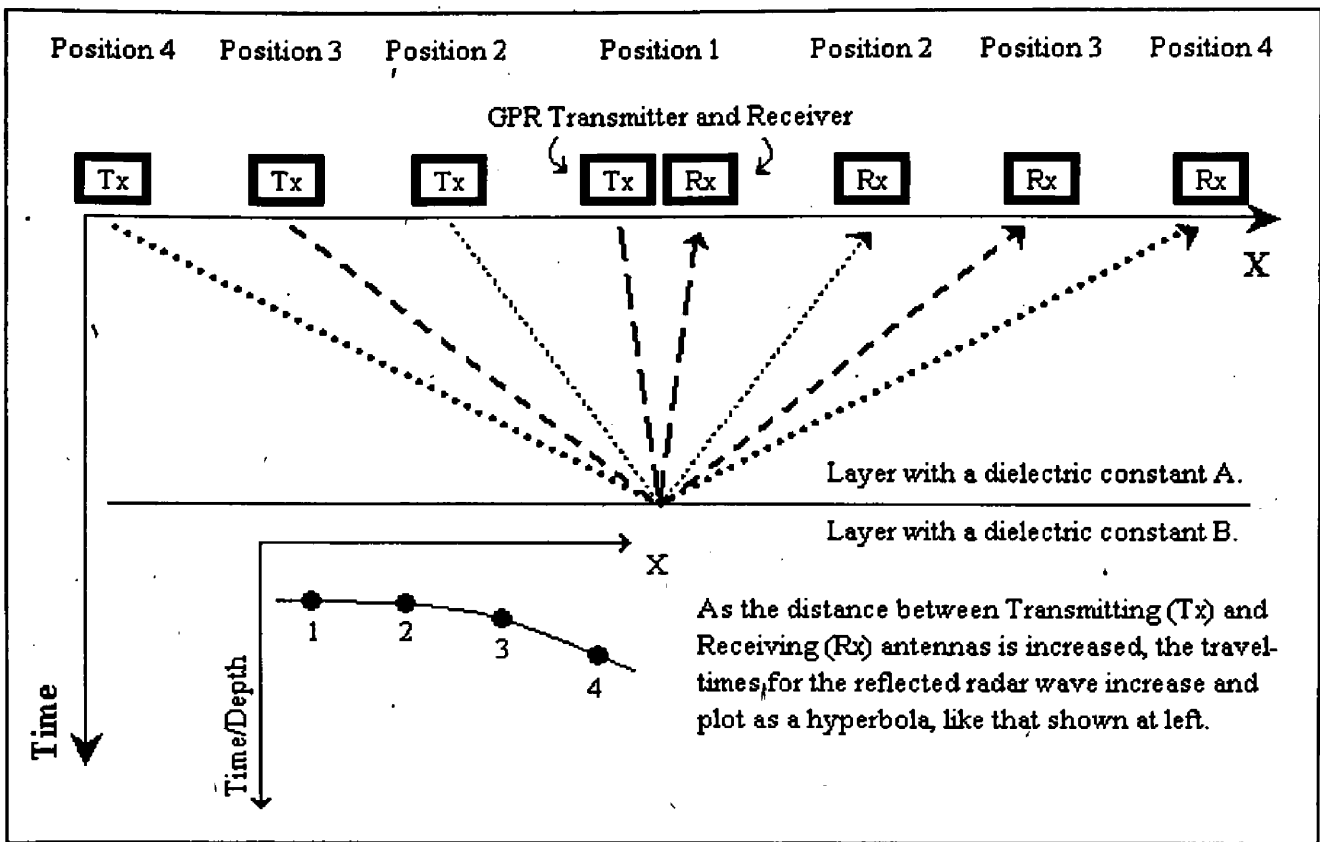 Position 4 Position 3 Position 2 Position 1 Position 2 Position 3 Position 4
GPR Transmitter and Receiver
Tx Tx Tx Tx Rx Rx Rx Rx
X
Layer with a dielectric constant A.
Layer with a dielectric constant B.
X
1 2 3 4
Time/Depth
Time
As the distance between Transmitting (Tx) and
Receiving (Rx) antennas is increased, the travel-
times for the reflected radar wave increase and
plot as a hyperbola, like that shown at left.